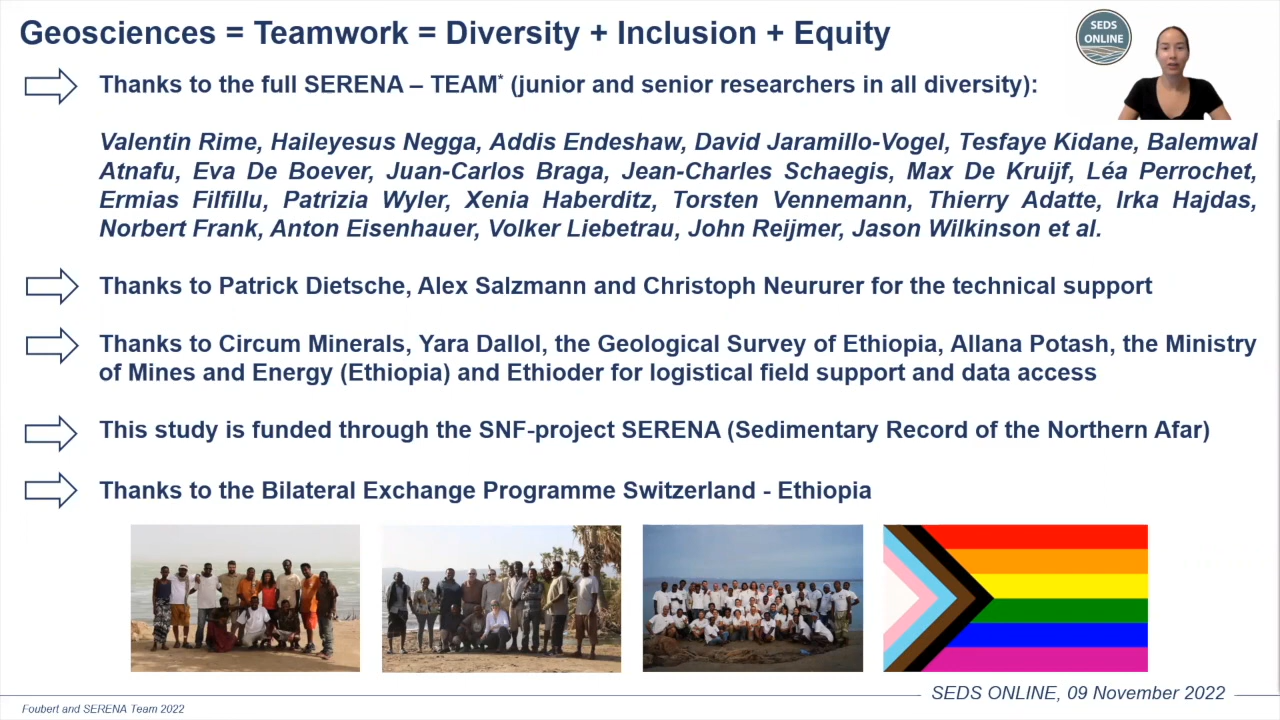 Geosciences = Teamwork = Diversity + Inclusion + Equity
SEDS
ONLINE
Thanks to the full SERENA – TEAM* (junior and senior researchers in all diversity):
Valentin Rime, Haileyesus Negga, Addis Endeshaw, David Jaramillo-Vogel, Tesfaye Kidane, Balemwal
Atnafu, Eva De Boever, Juan-Carlos Braga, Jean-Charles Schaegis, Max De Kruijf, Léa Perrochet,
Ermias Filfillu, Patrizia Wyler, Xenia Haberditz, Torsten Vennemann, Thierry Adatte, Irka Hajdas,
Norbert Frank, Anton Eisenhauer, Volker Liebetrau, John Reijmer, Jason Wilkinson et al.
Thanks to Patrick Dietsche, Alex Salzmann and Christoph Neururer for the technical support
Thanks to Circum Minerals, Yara Dallol, the Geological Survey of Ethiopia, Allana Potash, the Ministry
of Mines and Energy (Ethiopia) and Ethioder for logistical field support and data access
This study is funded through the SNF-project SERENA (Sedimentary Record of the Northern Afar)
Thanks to the Bilateral Exchange Programme Switzerland - Ethiopia
SEDS ONLINE, 09 November 2022
Foubert and SERENA Team 2022